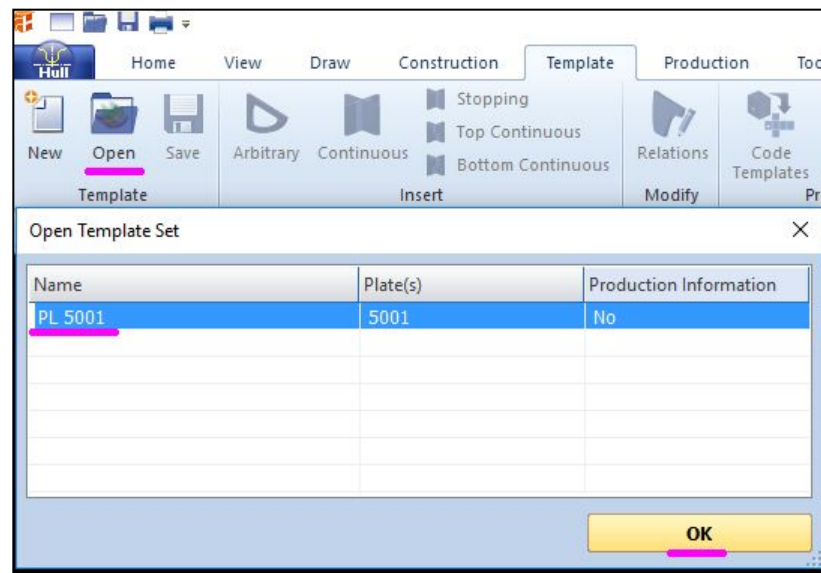 Hull
Home View Draw Construction Template Production
New Open Save Arbitrary Continuous Stopping Relations Code Templates
Top Continuous
Bottom Continuous
Template Insert Modify
Open Template Set
Name Plate(s) Production Information
PL 5001 5001 No
OK